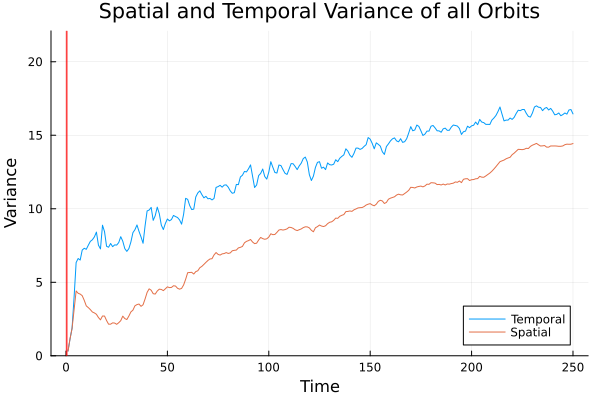 Spatial and Temporal Variance of all Orbits
Variance
20
15
10
5
0
0 50 100 150 200 250
Time
Temporal
Spatial